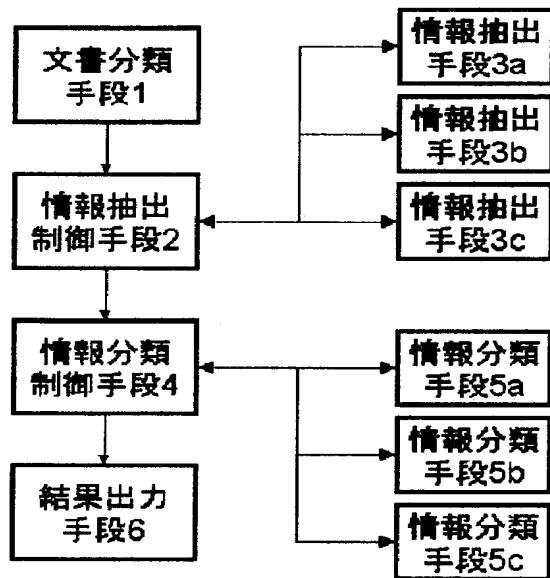 文書分類
手段1
情報抽出
制御手段2
情報分類
制御手段4
結果出力
手段6
情報抽出
手段3a
情報抽出
手段3b
情報抽出
手段3c
情報分類
手段5a
情報分類
手段5b
情報分類
手段5c